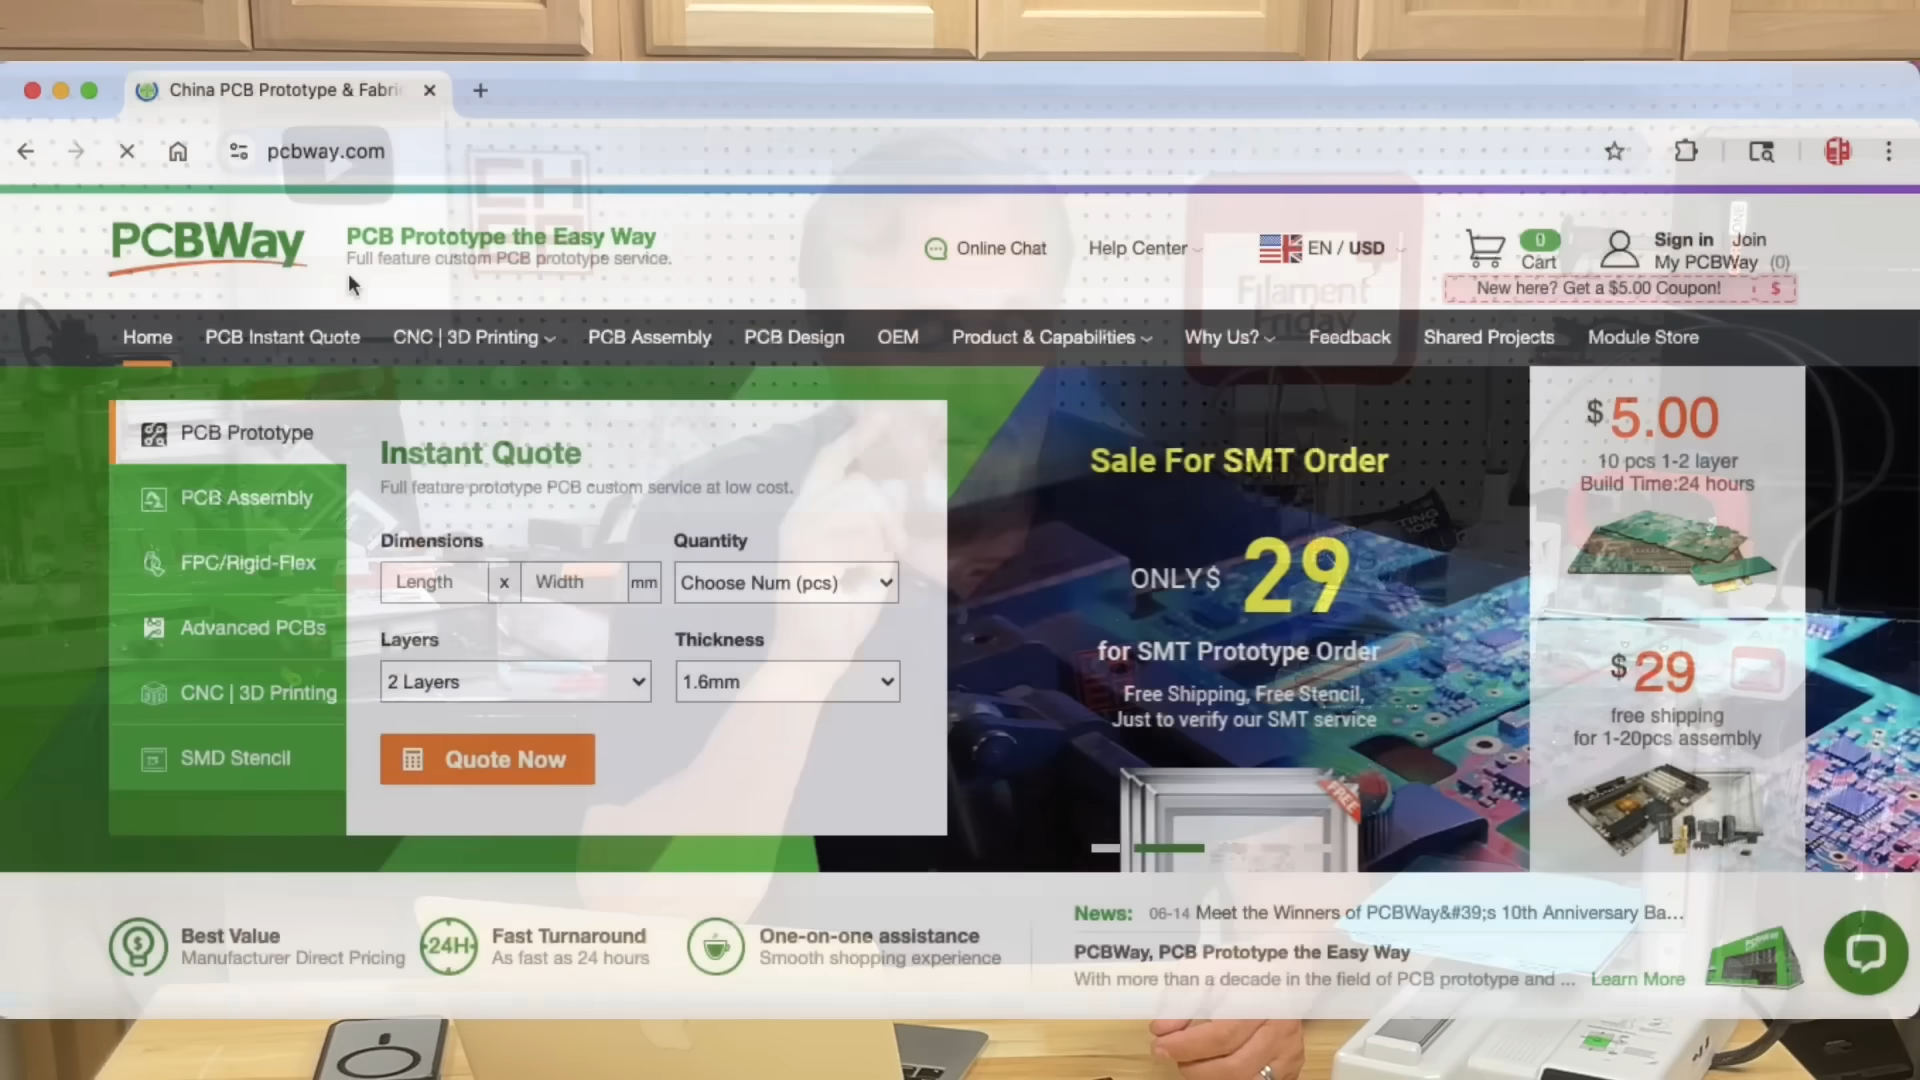 China PCB Prototype & Fabri
pcbway.com
PCBWay
PCB Prototype the Easy Way
Full feature custom PCB prototype service.
Online Chat
Help Center
EN / USD
0
Cart
Sign in
Join
My PCBWay (0)
New here? Get a $5.00 Coupon!
$
Filament
Friday
Home
PCB Instant Quote
CNC | 3D Printing
PCB Assembly
PCB Design
OEM
Product & Capabilities
Why Us?
Feedback
Shared Projects
Module Store
PCB Prototype
PCB Assembly
FPC/Rigid-Flex
Advanced PCBs
CNC | 3D Printing
SMD Stencil
Instant Quote
Full feature prototype PCB custom service at low cost.
Dimensions
Quantity
Length x Width mm
Choose Num (pcs)
Layers
Thickness
2 Layers
1.6mm
Quote Now
Sale For SMT Order
ONLY $ 29
for SMT Prototype Order
Free Shipping, Free Stencil,
Just to verify our SMT service
FREE
$5.00
10 pcs 1-2 layer
Build Time:24 hours
$29
free shipping
for 1-20pcs assembly
Best Value
Manufacturer Direct Pricing
24H
Fast Turnaround
As fast as 24 hours
One-on-one assistance
Smooth shopping experience
News: 06-14 Meet the Winners of PCBWay&#39;s 10th Anniversary Ba...
PCBWay, PCB Prototype the Easy Way
With more than a decade in the field of PCB prototype and ... Learn More
PCBWay